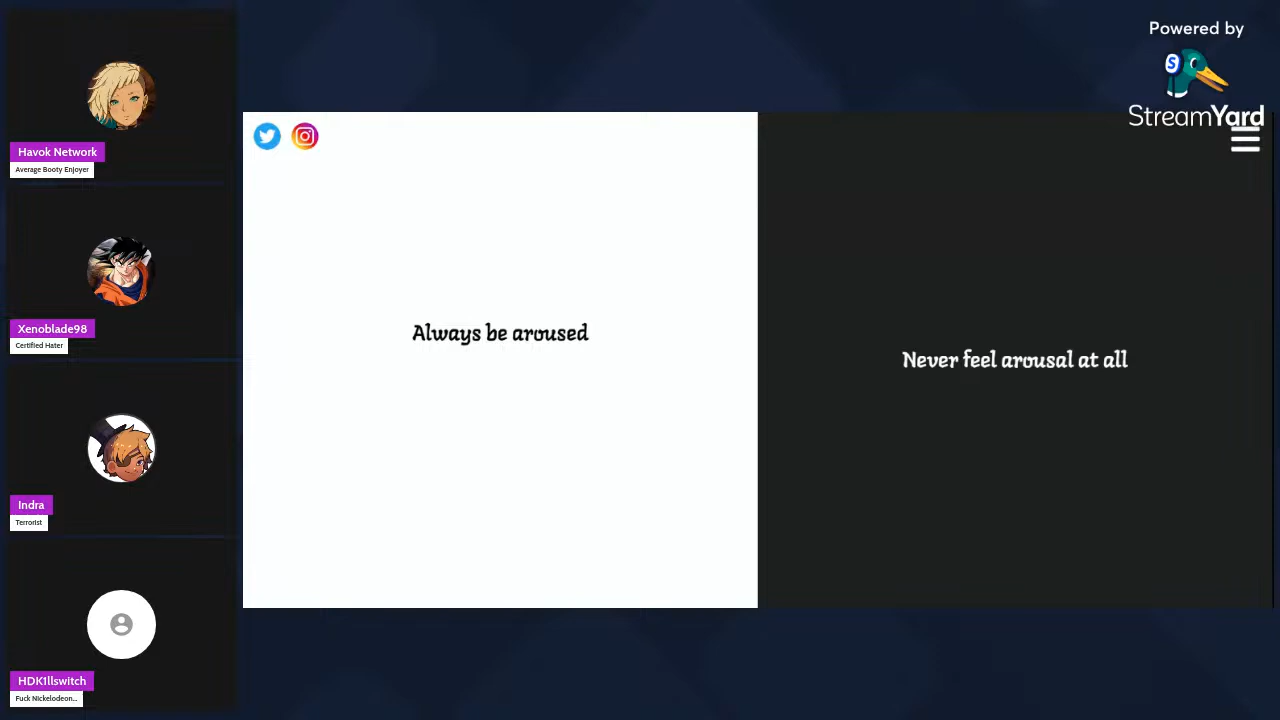 Powered by
StreamYard
Havok Network
Average Booty Enjoyer
Xenoblade98
Certified Hater
Indra
Terrorist
HDK1llsw1tch
Fuck Nickelodeon...
Always be aroused
Never feel arousal at all